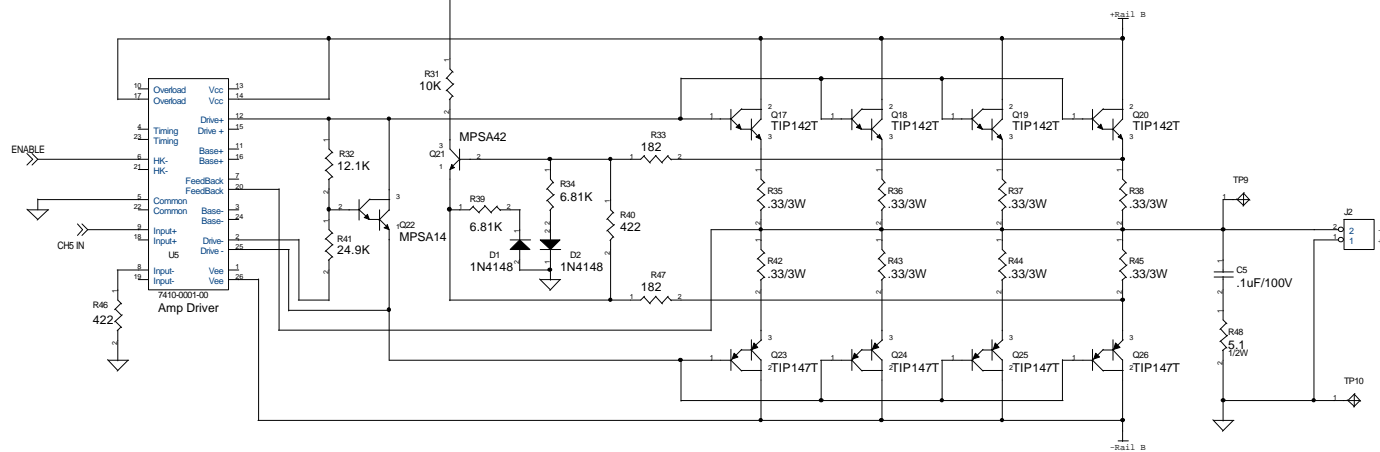 +Rail B
R31
10K
10 Overload Vcc 13
17 Overload Vcc 14
Drive+ 12
4 Timing Drive + 15
23 Timing
Base+ 11
ENABLE 6 HK- Base+ 16
21 HK-
FeedBack 7
5 Common FeedBack 20
22 Common
Base- 3
CH5 IN 9 Input+ Base- 24
18 Input+
Drive- 2
U5 Drive - 25
8 Input- Vee 1
19 Input- Vee 26
7410-0001-00
Amp Driver
R46
422
R32
12.1K
R41
24.9K
Q22
MPSA14
MPSA42
Q21
R39
6.81K
R34
6.81K
D1
1N4148
D2
1N4148
R40
422
R33
182
R47
182
Q17
TIP142T
Q18
TIP142T
Q19
TIP142T
Q20
TIP142T
R35
.33/3W
R36
.33/3W
R37
.33/3W
R38
.33/3W
R42
.33/3W
R43
.33/3W
R44
.33/3W
R45
.33/3W
Q23
TIP147T
Q24
TIP147T
Q25
TIP147T
Q26
TIP147T
TP9
J2
2
1
C5
.1uF/100V
R48
5.1
1/2W
TP10
-Rail B